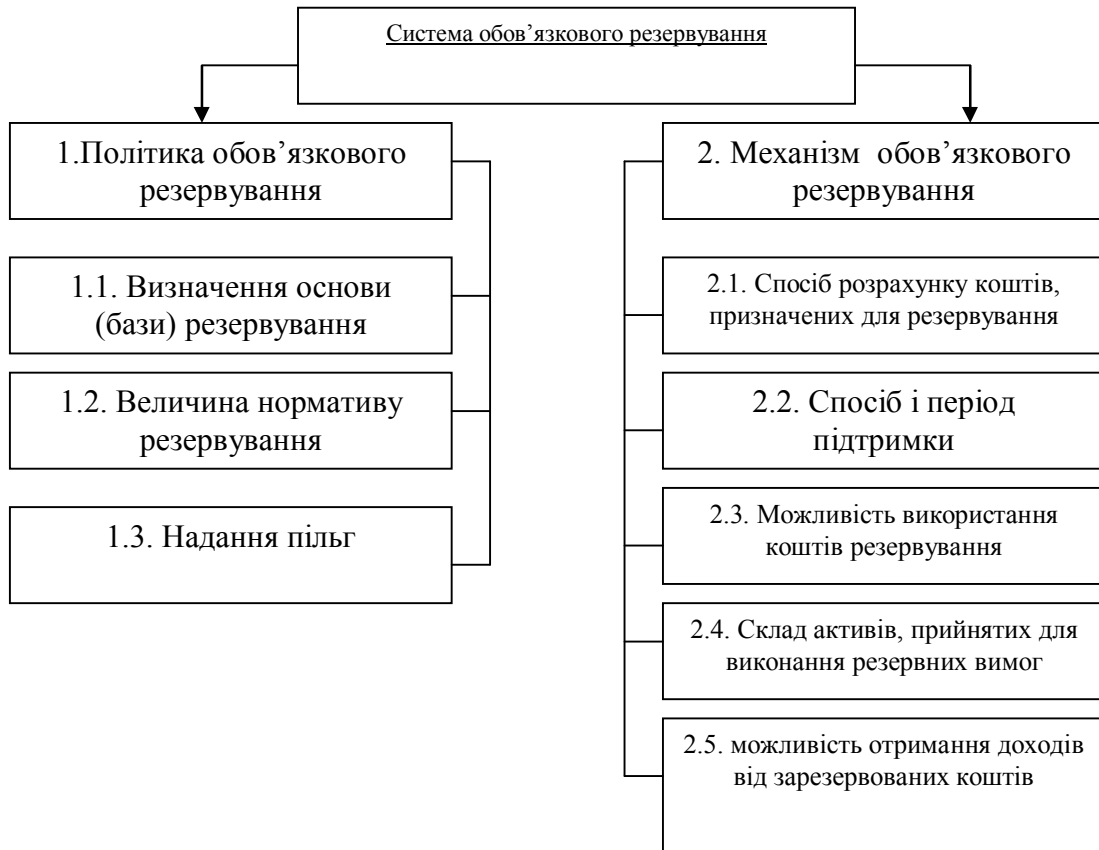 Система обов’язкового резервування
1.Політика обов’язкового
резервування
1.1. Визначення основи
(бази) резервування
1.2. Величина нормативу
резервування
1.3. Надання пільг
2. Механізм обов’язкового
резервування
2.1. Спосіб розрахунку коштів,
призначених для резервування
2.2. Спосіб і період
підтримки
2.3. Можливість використання
коштів резервування
2.4. Склад активів, прийнятих для
виконання резервних вимог
2.5. можливість отримання доходів
від зарезервованих коштів